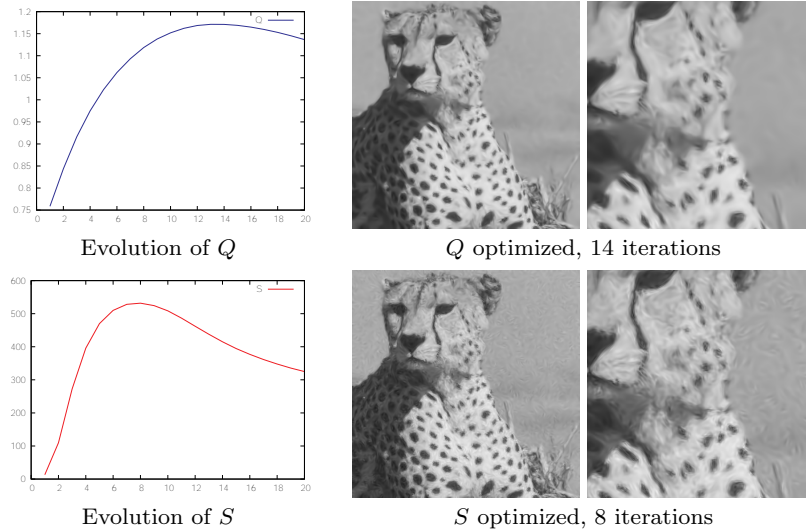 1.2
1.15
1.1
1.05
1
0.95
0.9
0.85
0.8
0.75
0 2 4 6 8 10 12 14 16 18 20
Q
Evolution of Q
Q optimized, 14 iterations
600
500
400
300
200
100
0
0 2 4 6 8 10 12 14 16 18 20
S
Evolution of S
S optimized, 8 iterations